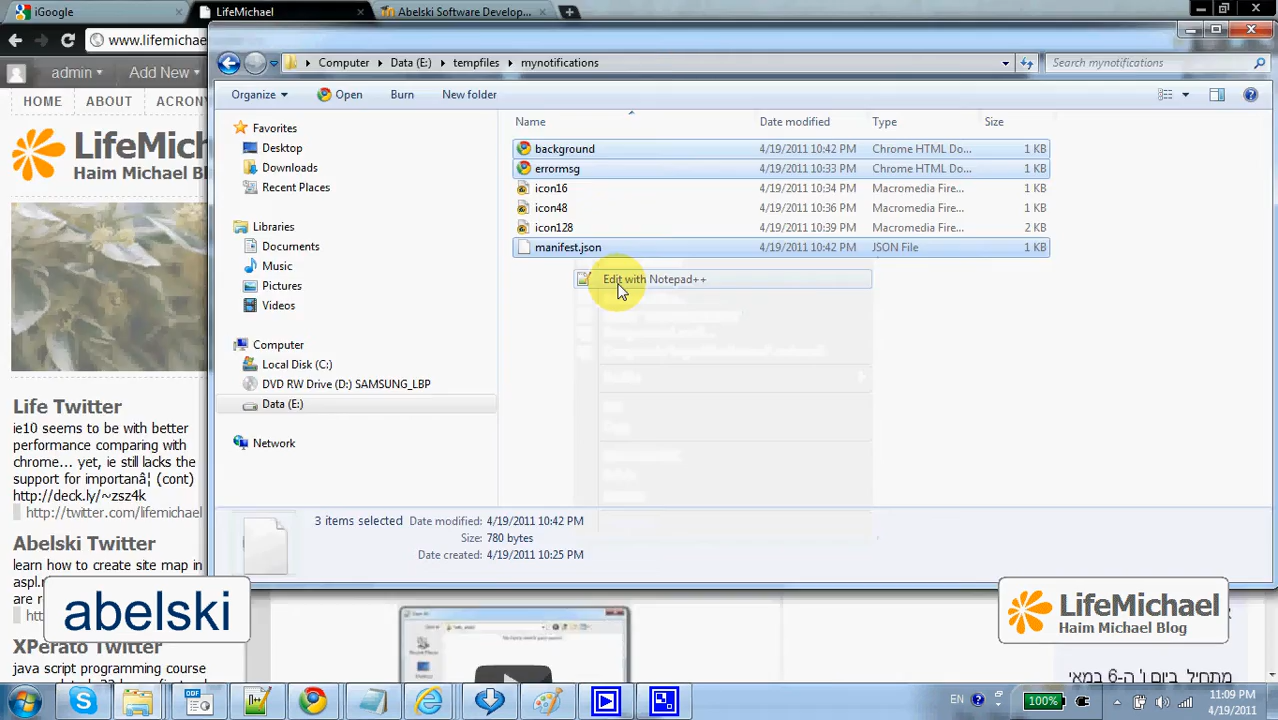 iGoogle
LifeMichael
Abelski Software Develop...
www.lifemichae
admin
Add New
HOME ABOUT ACRONY
LifeMich
Haim Michael B
Life Twitter
ie10 seems to be with better
performance comparing with
chrome... yet, ie still lacks the
support for importanâ¦ (cont)
http://deck.ly/~zsz4k
http://twitter.com/lifemichael
Abelski Twitter
learn how to create site map in
aspl.n
are r
htt
XPerato Twitter
java script programming course
Computer Data (E:) tempfiles mynotifications
Search mynotifications
Organize Open Burn New folder
Favorites
Desktop
Downloads
Recent Places
Libraries
Documents
Music
Pictures
Videos
Computer
Local Disk (C:)
DVD RW Drive (D:) SAMSUNG_LBP
Data (E:)
Network
Name Date modified Type Size
background 4/19/2011 10:42 PM Chrome HTML Do... 1 KB
errormsg 4/19/2011 10:33 PM Chrome HTML Do... 1 KB
icon16 4/19/2011 10:34 PM Macromedia Fire... 1 KB
icon48 4/19/2011 10:36 PM Macromedia Fire... 1 KB
icon128 4/19/2011 10:39 PM Macromedia Fire... 2 KB
manifest.json 4/19/2011 10:42 PM JSON File 1 KB
Edit with Notepad++
3 items selected Date modified: 4/19/2011 10:42 PM
Size: 780 bytes
Date created: 4/19/2011 10:25 PM
abelski
LifeMichael
Haim Michael Blog
מתחיל ביום ו' ה-6 במאי
EN
100%
11:09 PM
4/19/2011